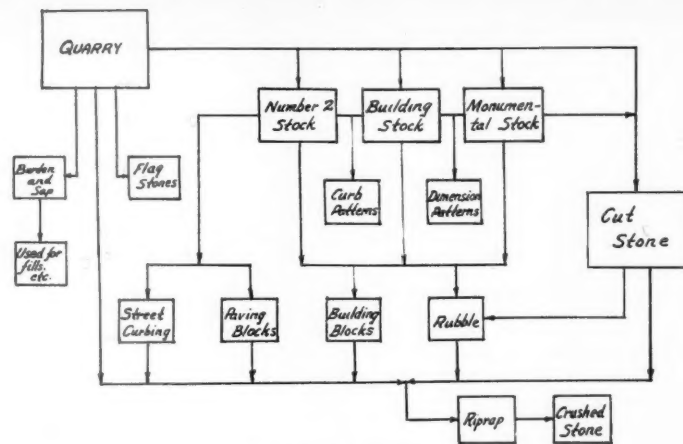 QUARRY
Number 2
Stock
Building
Stock
Monumen-
tal Stock
Burden
and
Sap
Flag
Stones
Curb
Patterns
Dimension
Patterns
Cut
Stone
Used for
fills,
etc.
Street
Curbing
Paving
Blocks
Building
Blocks
Rubble
Riprap
Crushed
Stone